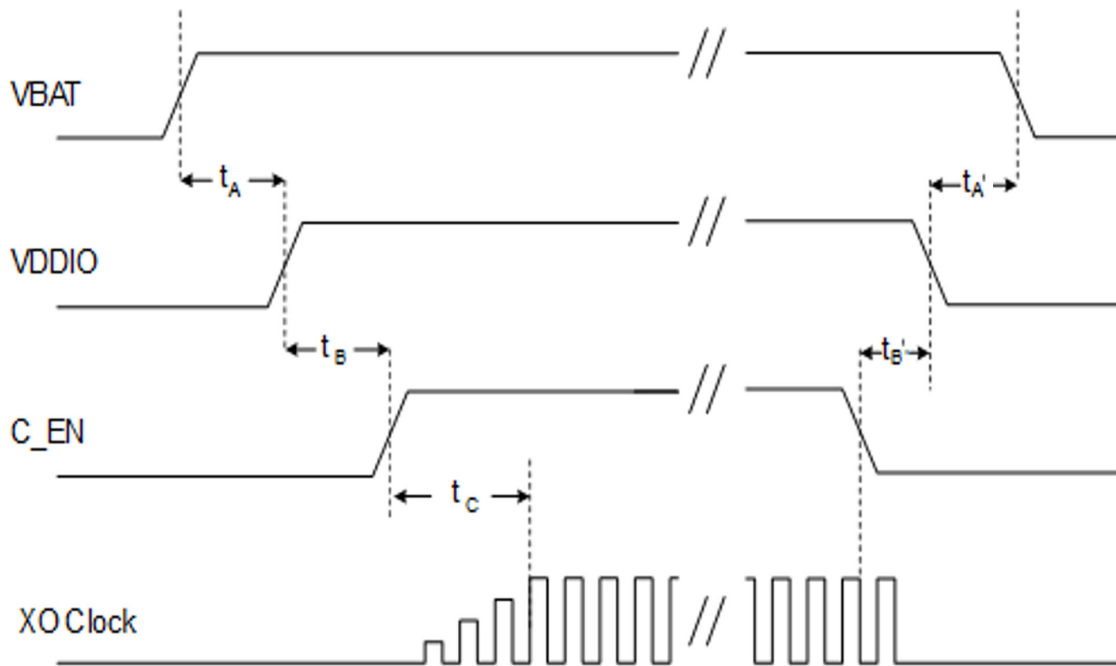 VBAT
tA
tA'
VDDIO
tB
tB'
C_EN
tC
XO Clock